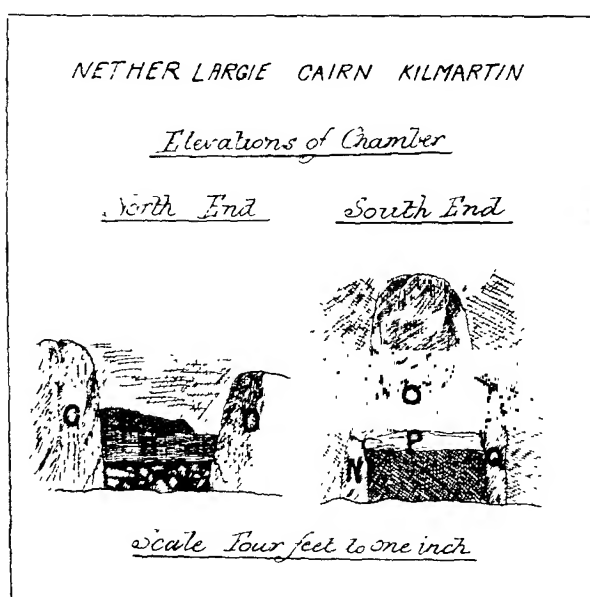 NETHER LARGIE CAIRN KILMARTIN
Elevations of Chamber
North End South End
O
P
N Q
Scale Four feet to one inch